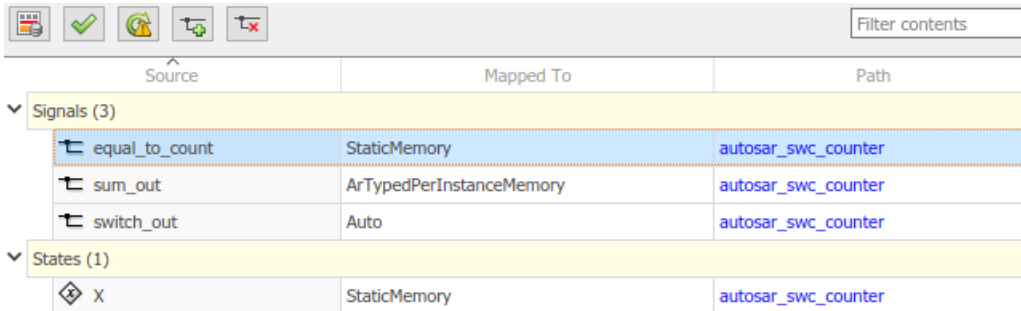 Filter contents
Source Mapped To Path
Signals (3)
equal_to_count StaticMemory autosar_swc_counter
sum_out ArTypedPerInstanceMemory autosar_swc_counter
switch_out Auto autosar_swc_counter
States (1)
X StaticMemory autosar_swc_counter